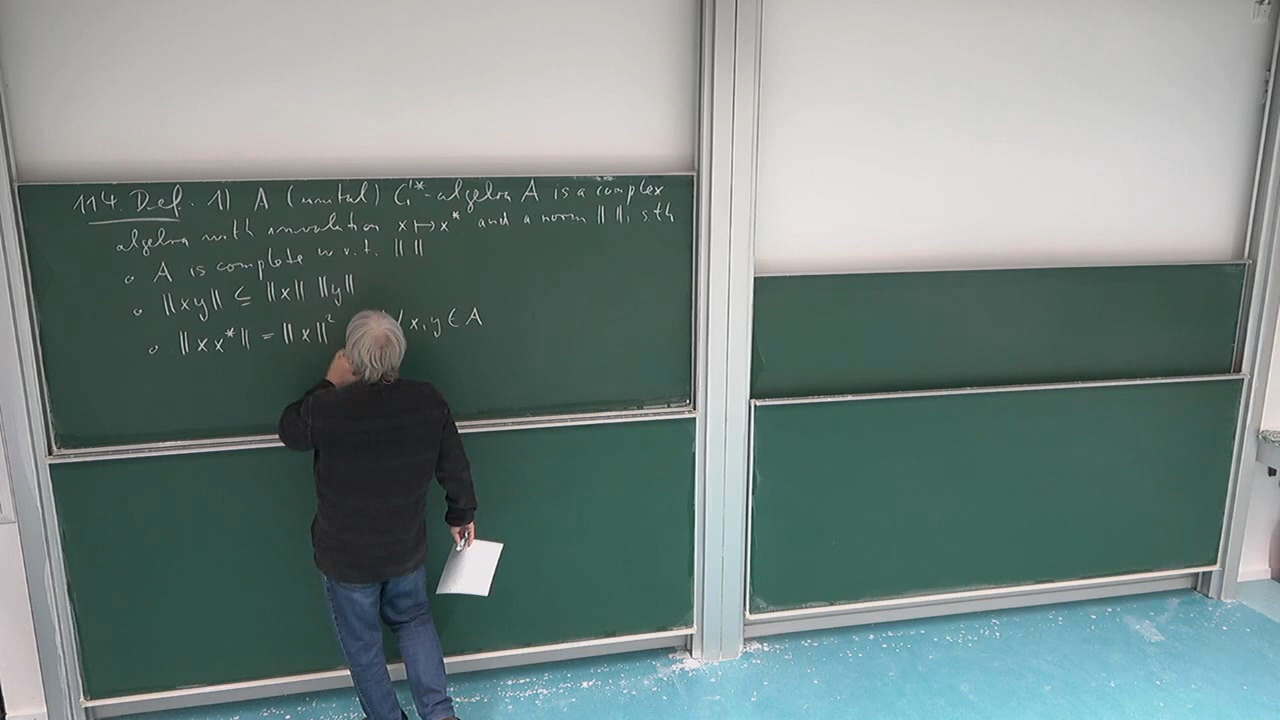 114. Def. 1) A (unital) C*-algebra A is a complex
algebra with involution x ↦ x* and a norm ‖ ‖, s th
∘ A is complete w.r.t. ‖ ‖
∘ ‖xy‖ ≤ ‖x‖ ‖y‖
∘ ‖xx*‖ = ‖x‖² ∀ x, y ∈ A